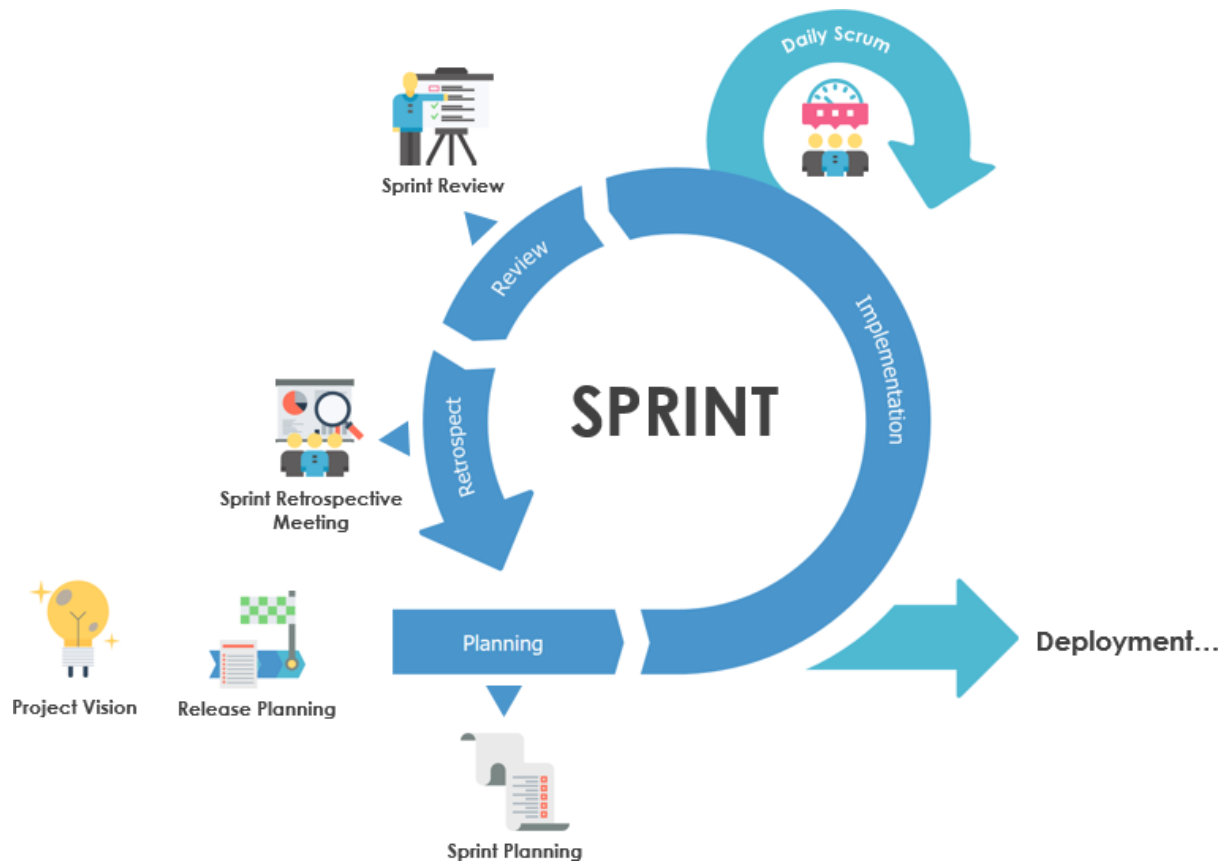 Daily Scrum
Sprint Review
Review
Implementation
SPRINT
Retrospect
Sprint Retrospective
Meeting
Planning
Deployment...
Project Vision
Release Planning
Sprint Planning